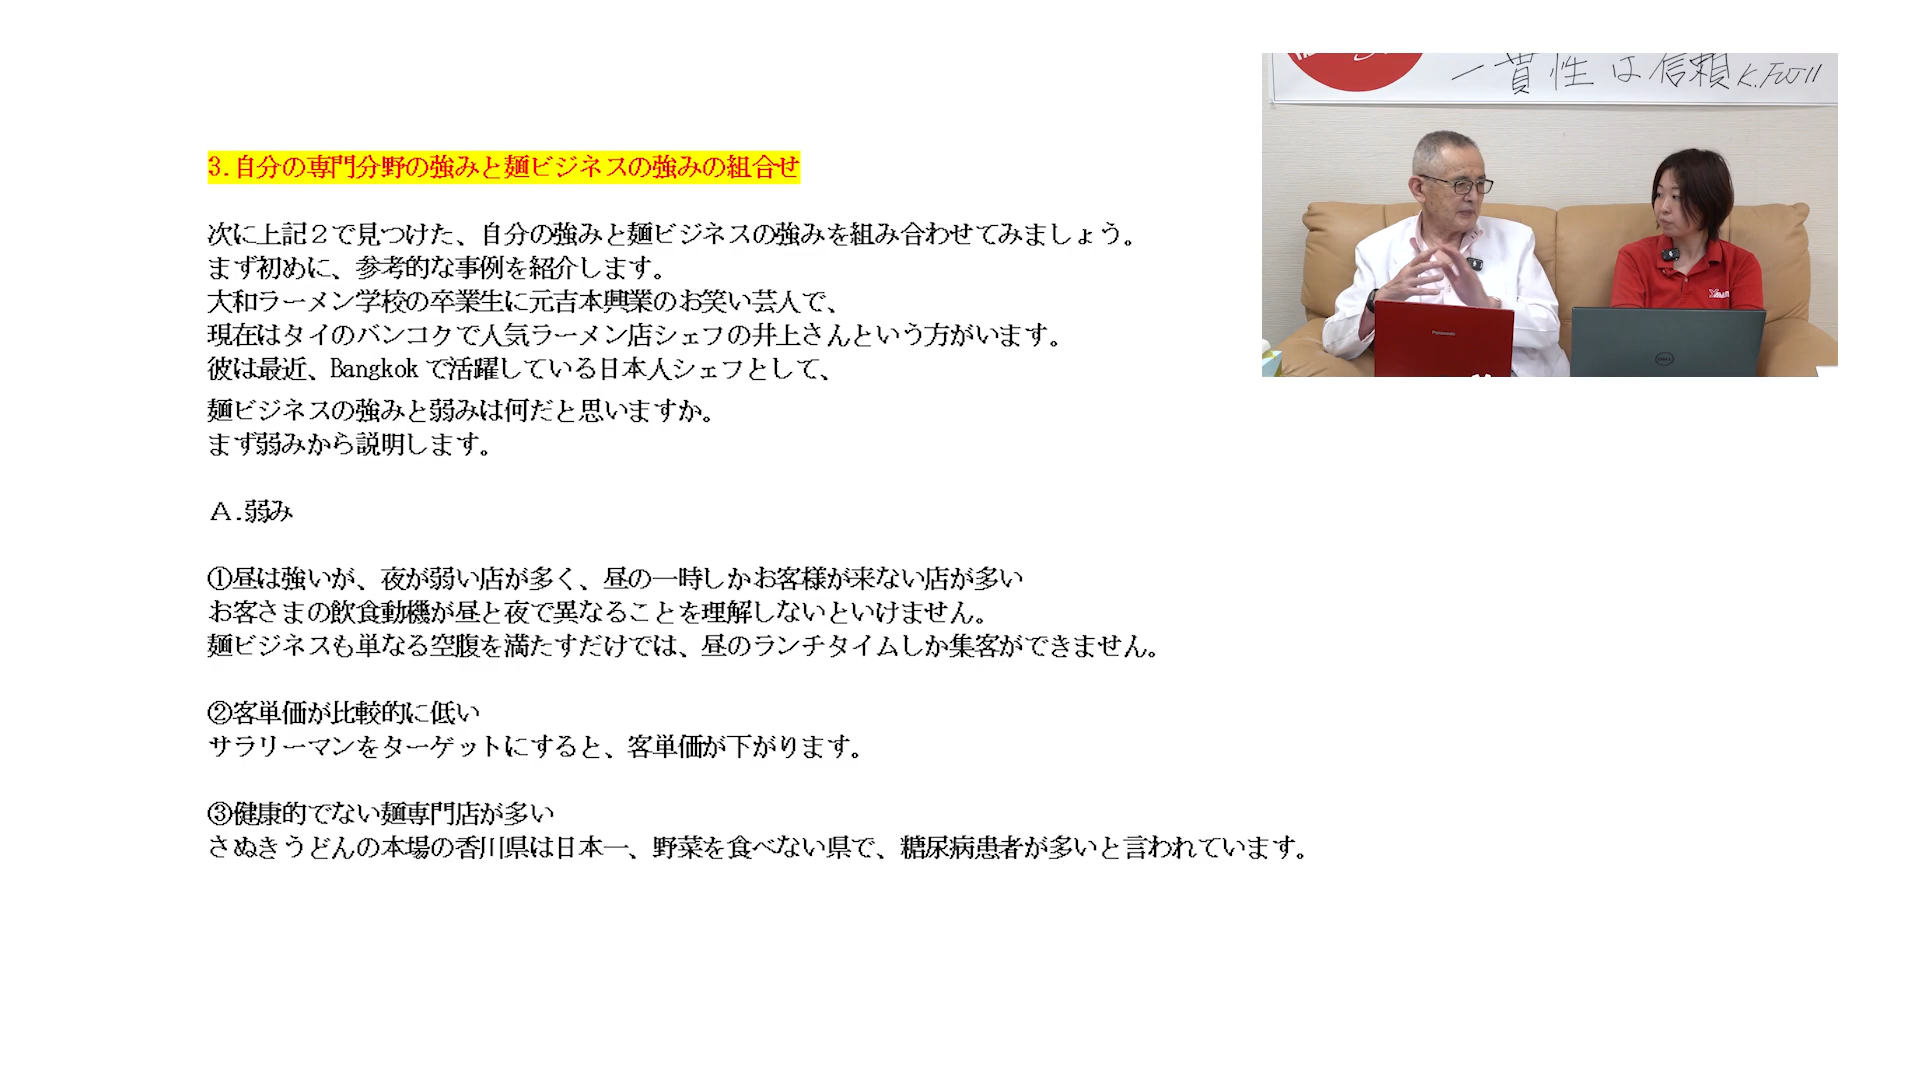 3.自分の専門分野の強みと麺ビジネスの強みの組合せ
次に上記２で見つけた、自分の強みと麺ビジネスの強みを組み合わせてみましょう。
まず初めに、参考的な事例を紹介します。
大和ラーメン学校の卒業生に元吉本興業のお笑い芸人で、
現在はタイのバンコクで人気ラーメン店シェフの井上さんという方がいます。
彼は最近、Bangkokで活躍している日本人シェフとして、
麺ビジネスの強みと弱みは何だと思いますか。
まず弱みから説明します。
Ａ.弱み
①昼は強いが、夜が弱い店が多く、昼の一時しかお客様が来ない店が多い
お客さまの飲食動機が昼と夜で異なることを理解しないといけません。
麺ビジネスも単なる空腹を満たすだけでは、昼のランチタイムしか集客ができません。
②客単価が比較的に低い
サラリーマンをターゲットにすると、客単価が下がります。
③健康的でない麺専門店が多い
さぬきうどんの本場の香川県は日本一、野菜を食べない県で、糖尿病患者が多いと言われています。
一貫性は信頼 K.FUJII
Panasonic
DELL